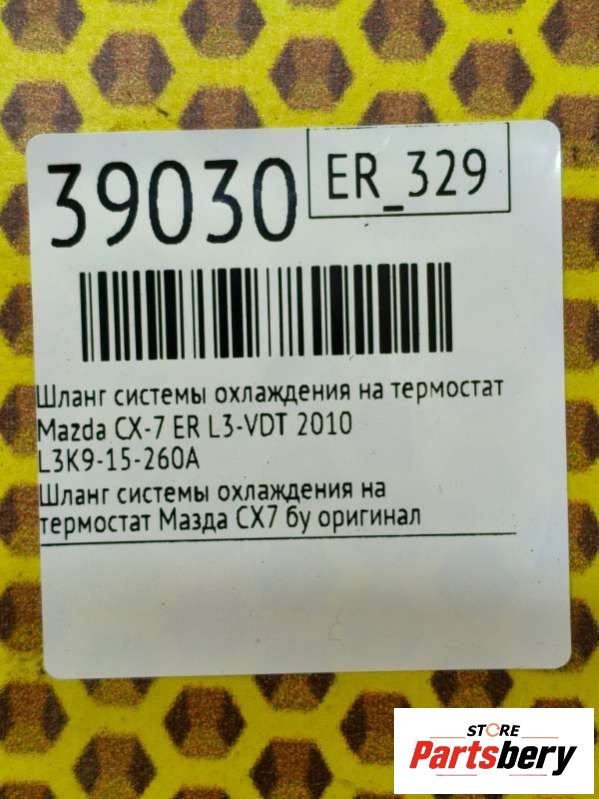 39030
ER_329
Шланг системы охлаждения на термостат
Mazda CX-7 ER L3-VDT 2010
L3K9-15-260A
Шланг системы охлаждения на
термостат Мазда СХ7 бу оригинал
STORE
Partsbery